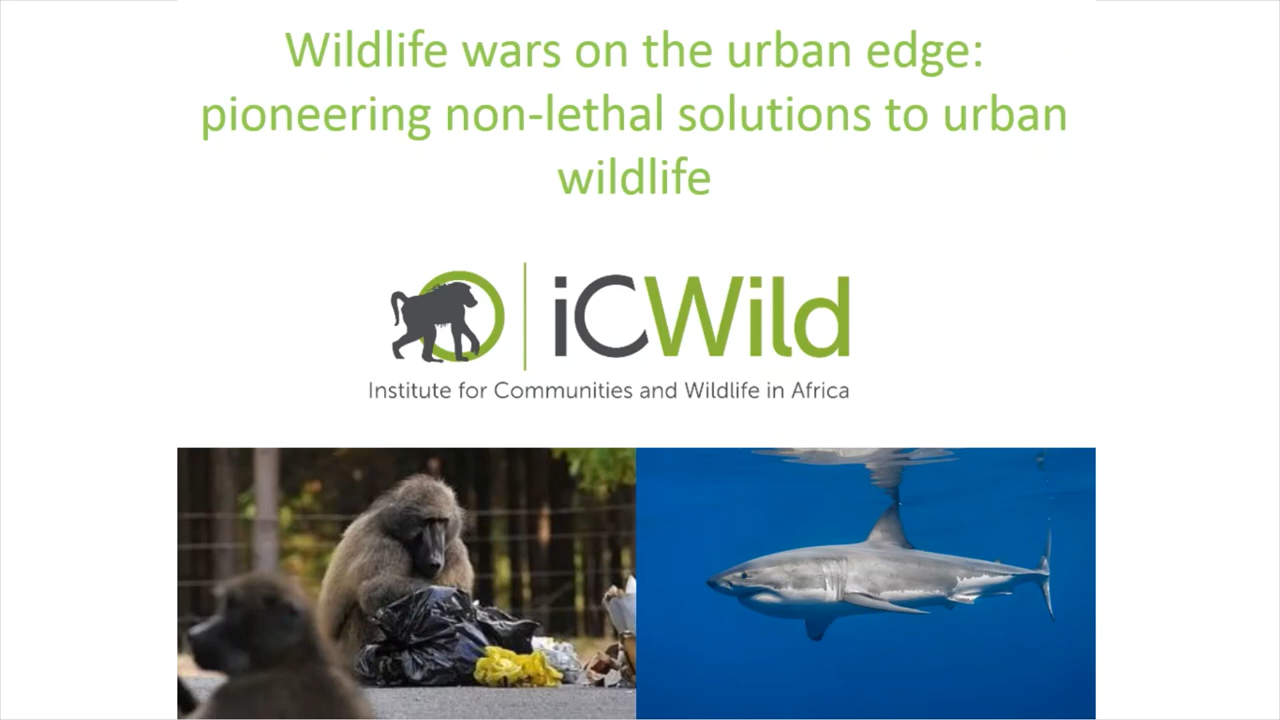 Wildlife wars on the urban edge:
pioneering non-lethal solutions to urban
wildlife
iCWild
Institute for Communities and Wildlife in Africa